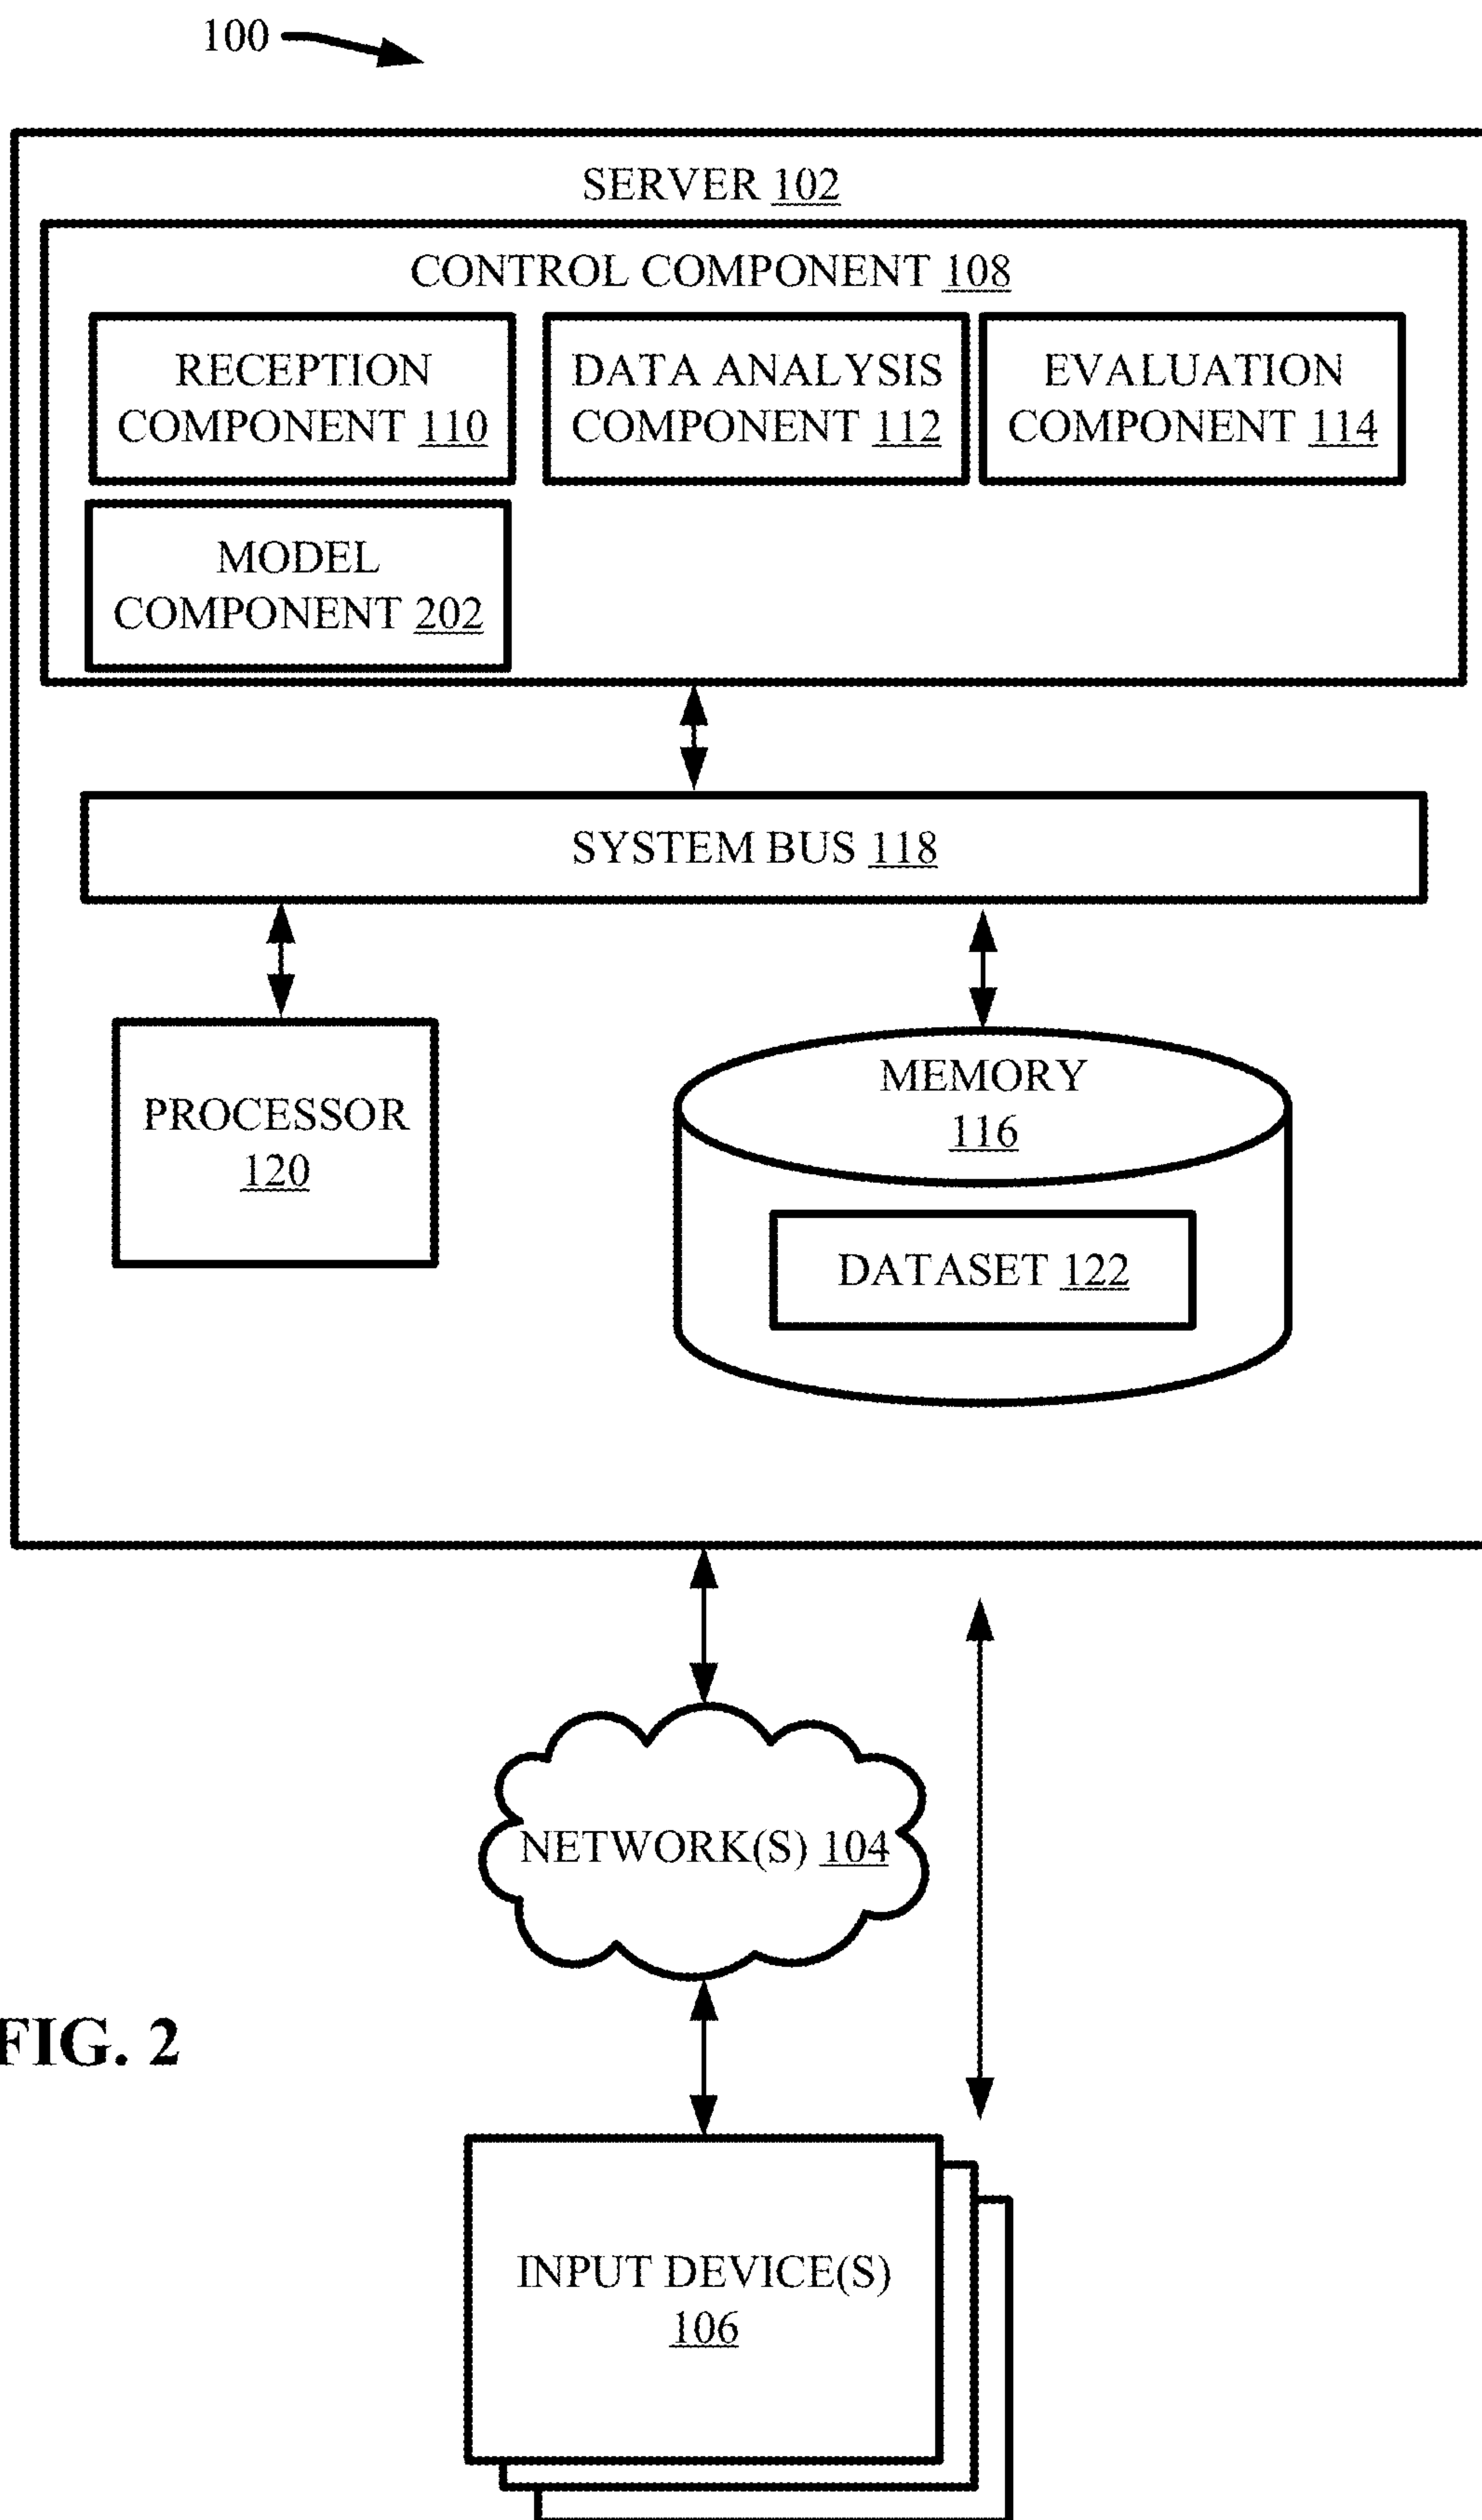 100
SERVER 102
CONTROL COMPONENT 108
RECEPTION
COMPONENT 110
DATA ANALYSIS
COMPONENT 112
EVALUATION
COMPONENT 114
MODEL
COMPONENT 202
SYSTEM BUS 118
PROCESSOR
120
MEMORY
116
DATASET 122
NETWORK(S) 104
FIG. 2
INPUT DEVICE(S)
106